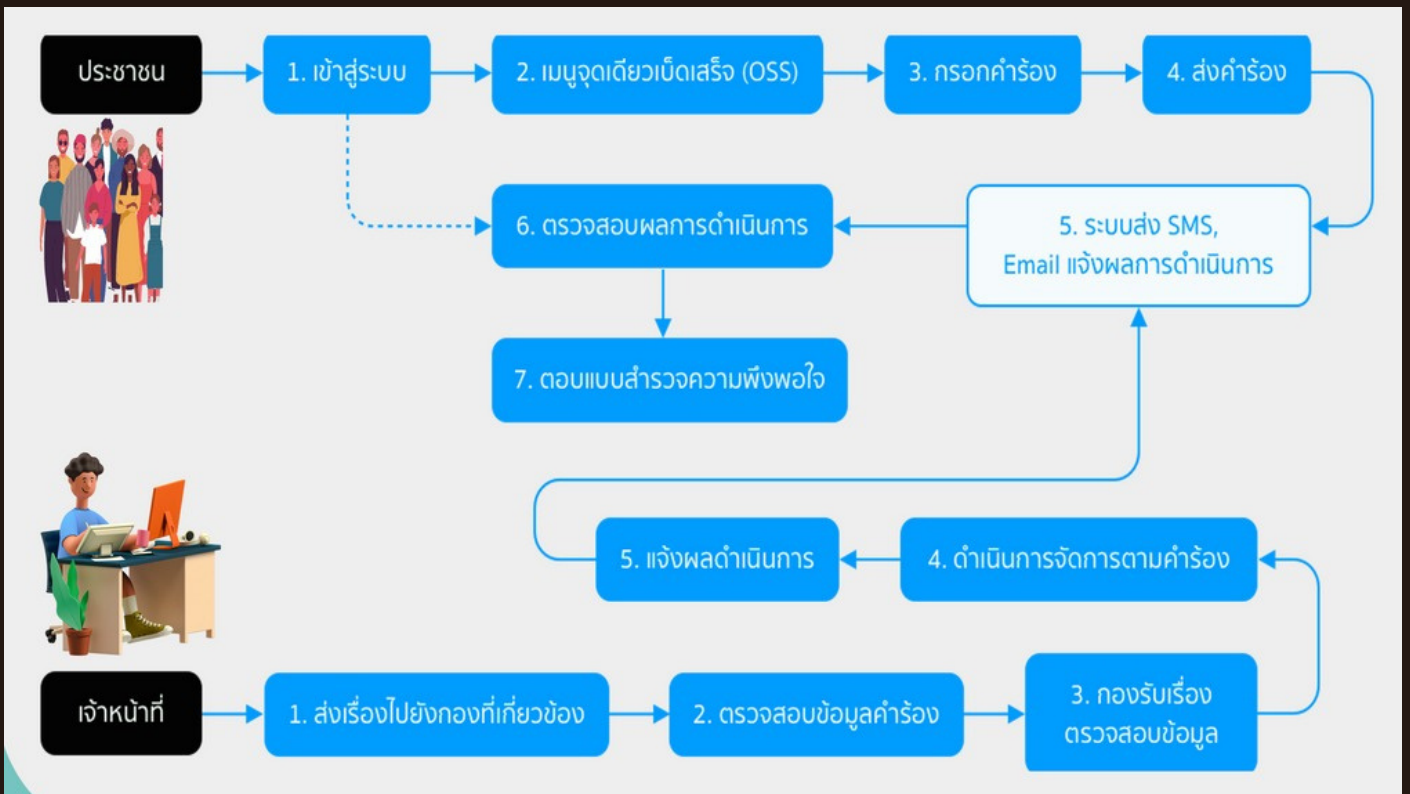 ประชาชน
1. เข้าสู่ระบบ
2. เมนูจุดเดียวเบ็ดเสร็จ (OSS)
3. กรอกคำร้อง
4. ส่งคำร้อง
5. ระบบส่ง SMS,
Email แจ้งผลการดำเนินการ
6. ตรวจสอบผลการดำเนินการ
7. ตอบแบบสำรวจความพึงพอใจ
เจ้าหน้าที่
1. ส่งเรื่องไปยังกองที่เกี่ยวข้อง
2. ตรวจสอบข้อมูลคำร้อง
3. กองรับเรื่อง
ตรวจสอบข้อมูล
4. ดำเนินการจัดการตามคำร้อง
5. แจ้งผลดำเนินการ